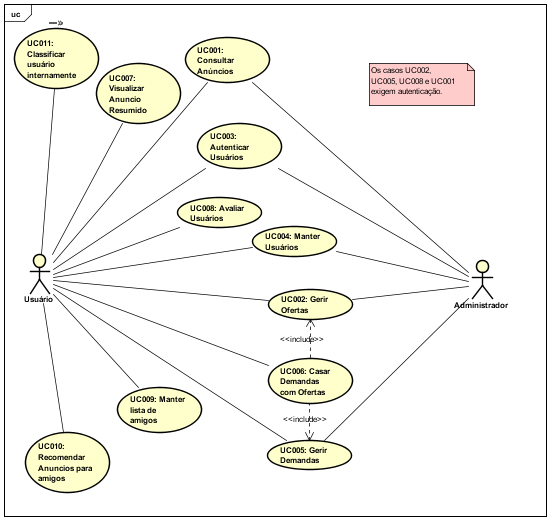 uc
UC011:
Classificar
usuário
internamente
UC007:
Visualizar
Anuncio
Resumido
UC001:
Consultar
Anúncios
Os casos UC002,
UC005, UC008 e UC001
exigem autenticação.
UC003:
Autenticar
Usuários
UC008: Avaliar
Usuários
UC004: Manter
Usuários
Usuário
Administrador
UC002: Gerir
Ofertas
<<include>>
UC006: Casar
Demandas
com Ofertas
<<include>>
UC009: Manter
lista de
amigos
UC005: Gerir
Demandas
UC010:
Recomendar
Anuncios para
amigos